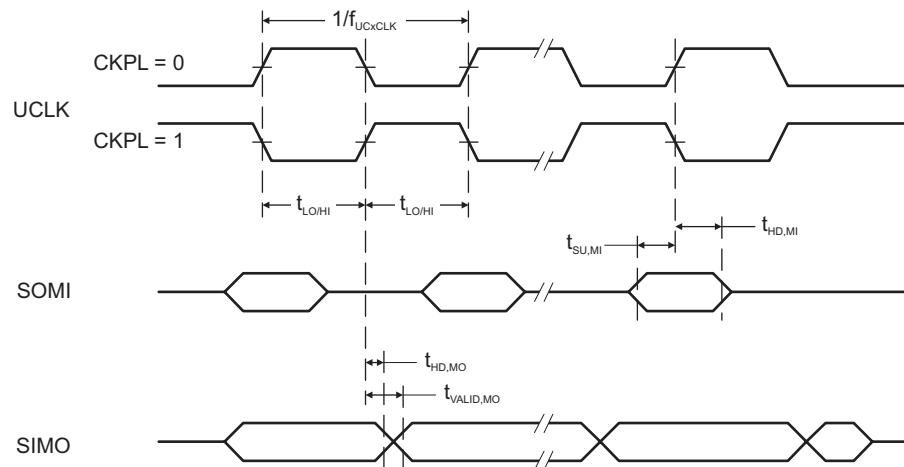 1/fUCxCLK
CKPL = 0
UCLK
CKPL = 1
tLO/HI tLO/HI
tSU,MI tHD,MI
SOMI
tHD,MO
tVALID,MO
SIMO